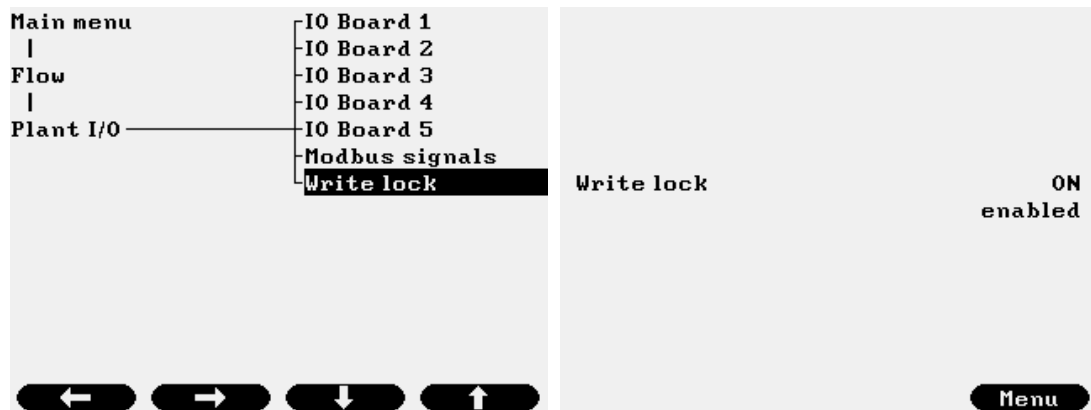 Main menu
Flow
Plant I/O
IO Board 1
IO Board 2
IO Board 3
IO Board 4
IO Board 5
Modbus signals
Write lock
Write lock ON
enabled
Menu